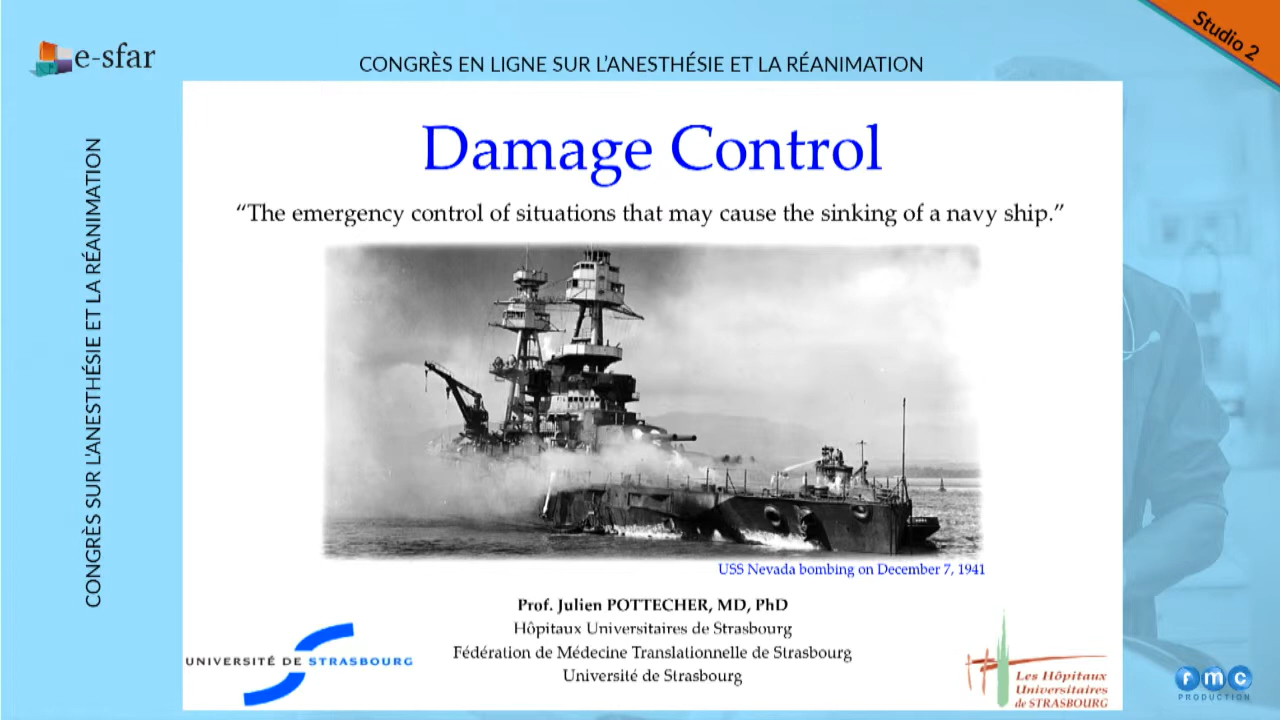 Studio 2
e-sfar
CONGRÈS EN LIGNE SUR L'ANESTHÉSIE ET LA RÉANIMATION
CONGRÈS SUR L'ANESTHÉSIE ET LA RÉANIMATION
Damage Control
“The emergency control of situations that may cause the sinking of a navy ship.”
USS Nevada bombing on December 7, 1941
Prof. Julien POTTECHER, MD, PhD
Hôpitaux Universitaires de Strasbourg
Fédération de Médecine Translationnelle de Strasbourg
Université de Strasbourg
UNIVERSITÉ DE STRASBOURG
Les Hôpitaux
Universitaires
de STRASBOURG
fmc
PRODUCTION